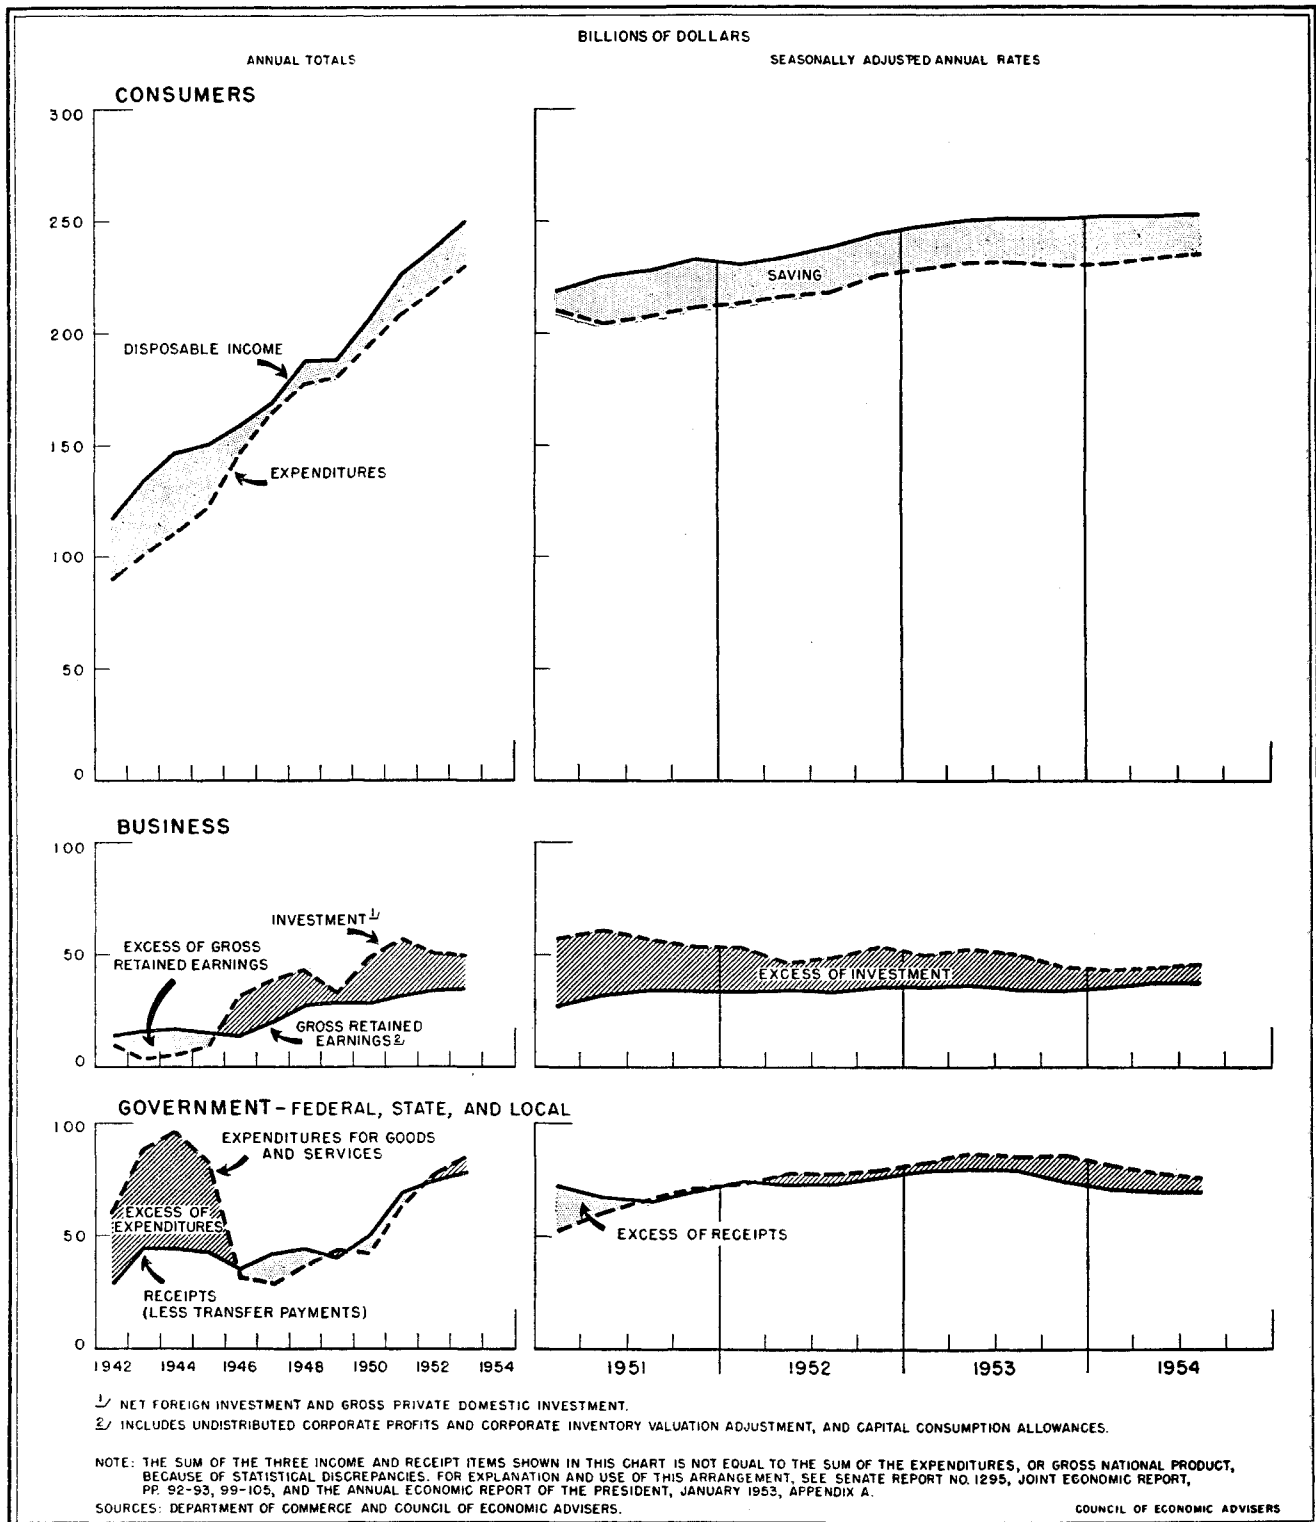 BILLIONS OF DOLLARS
ANNUAL TOTALS
SEASONALLY ADJUSTED ANNUAL RATES
CONSUMERS
300
250
200
150
100
50
0
DISPOSABLE INCOME
EXPENDITURES
SAVING
BUSINESS
100
50
0
INVESTMENT 1/
EXCESS OF GROSS
RETAINED EARNINGS
GROSS RETAINED
EARNINGS 2/
EXCESS OF INVESTMENT
GOVERNMENT - FEDERAL, STATE, AND LOCAL
100
50
0
EXPENDITURES FOR GOODS
AND SERVICES
EXCESS OF
EXPENDITURES
RECEIPTS
(LESS TRANSFER PAYMENTS)
EXCESS OF RECEIPTS
1942 1944 1946 1948 1950 1952 1954
1951 1952 1953 1954
1/ NET FOREIGN INVESTMENT AND GROSS PRIVATE DOMESTIC INVESTMENT.
2/ INCLUDES UNDISTRIBUTED CORPORATE PROFITS AND CORPORATE INVENTORY VALUATION ADJUSTMENT, AND CAPITAL CONSUMPTION ALLOWANCES.
NOTE: THE SUM OF THE THREE INCOME AND RECEIPT ITEMS SHOWN IN THIS CHART IS NOT EQUAL TO THE SUM OF THE EXPENDITURES, OR GROSS NATIONAL PRODUCT,
BECAUSE OF STATISTICAL DISCREPANCIES. FOR EXPLANATION AND USE OF THIS ARRANGEMENT, SEE SENATE REPORT NO. 1295, JOINT ECONOMIC REPORT,
PP. 92-93, 99-105, AND THE ANNUAL ECONOMIC REPORT OF THE PRESIDENT, JANUARY 1953, APPENDIX A.
SOURCES: DEPARTMENT OF COMMERCE AND COUNCIL OF ECONOMIC ADVISERS.
COUNCIL OF ECONOMIC ADVISERS